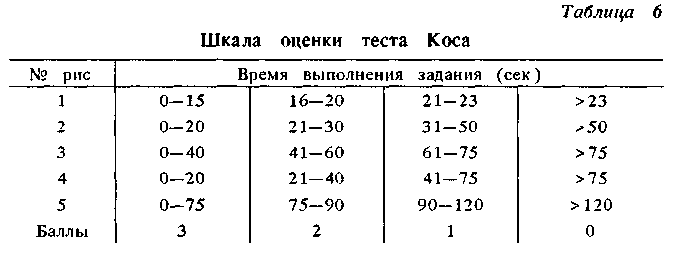 Таблица 6
Шкала оценки теста Коса
№ рис Время выполнения задания (сек)
1 0—15 16—20 21—23 >23
2 0—20 21—30 31—50 >50
3 0—40 41—60 61—75 >75
4 0—20 21—40 41—75 >75
5 0—75 75—90 90—120 >120
Баллы 3 2 1 0